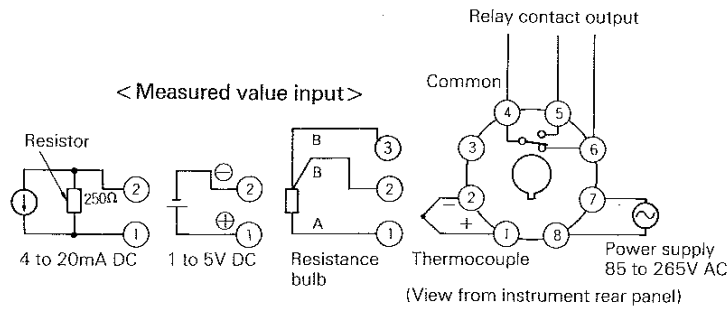 Relay contact output
Common
< Measured value input >
Resistor
250Ω
2
1
4 to 20mA DC
⊖
2
⊕
1
1 to 5V DC
B
B
A
3
2
1
Resistance
bulb
4
5
3
6
2
7
1
8
=
+
Thermocouple
Power supply
85 to 265V AC
(View from instrument rear panel)